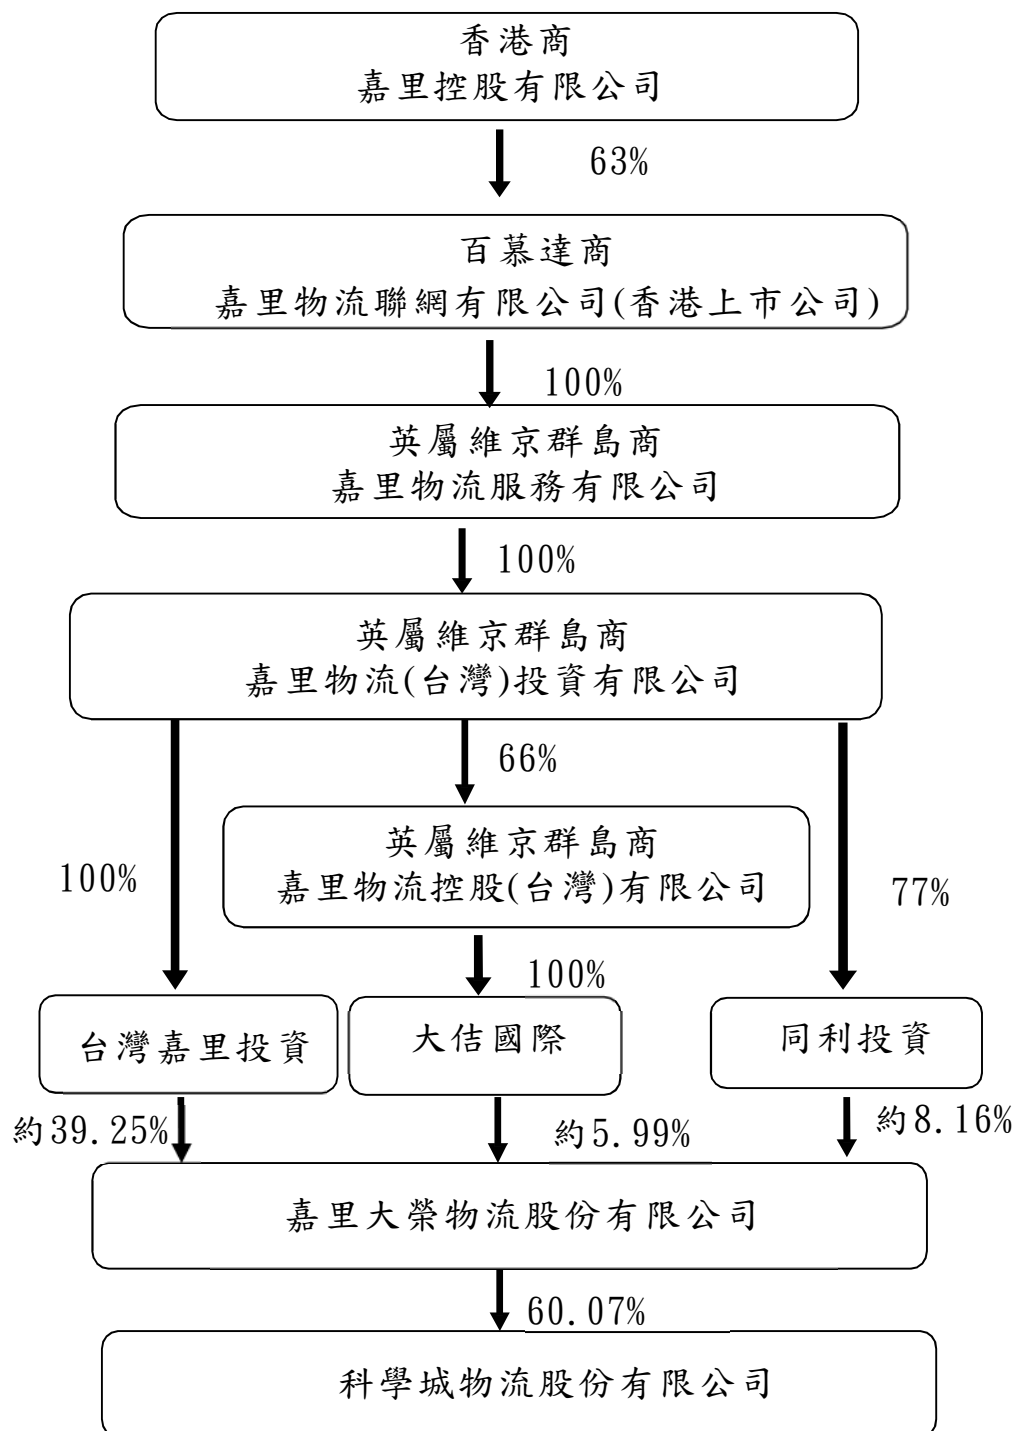 香港商
嘉里控股有限公司
63%
百慕達商
嘉里物流聯網有限公司(香港上市公司)
100%
英屬維京群島商
嘉里物流服務有限公司
100%
英屬維京群島商
嘉里物流(台灣)投資有限公司
66%
英屬維京群島商
嘉里物流控股(台灣)有限公司
100%
77%
100%
台灣嘉里投資
大佶國際
同利投資
約39.25%
約5.99%
約8.16%
嘉里大榮物流股份有限公司
60.07%
科學城物流股份有限公司